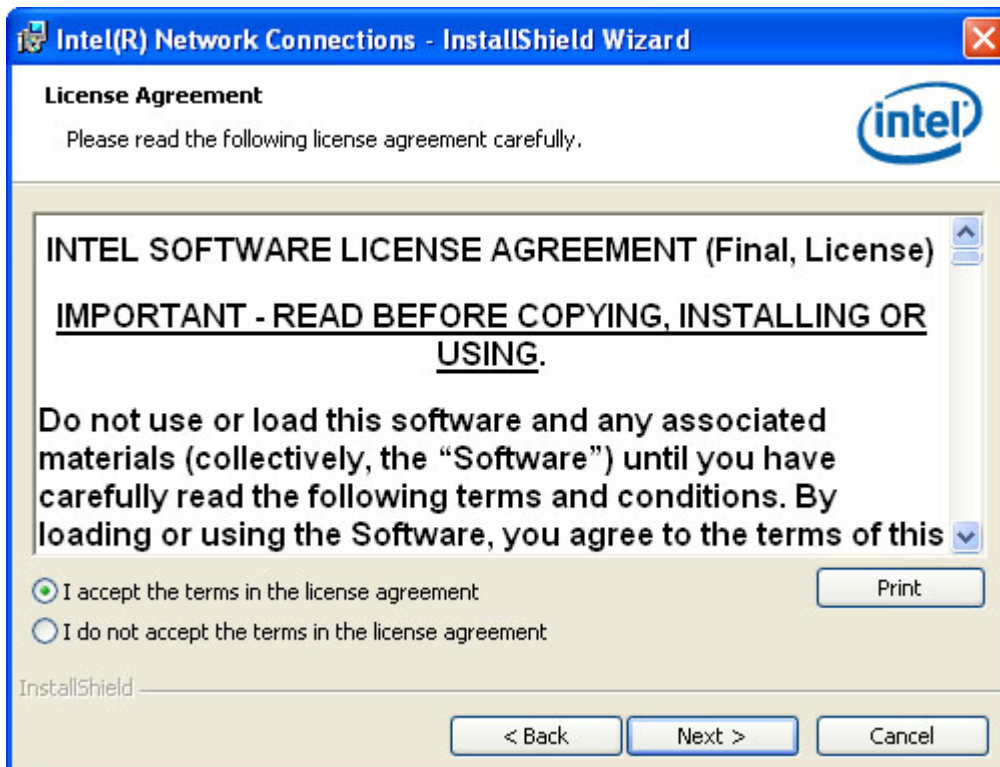 Intel(R) Network Connections - InstallShield Wizard
License Agreement
Please read the following license agreement carefully.
intel
INTEL SOFTWARE LICENSE AGREEMENT (Final, License)
IMPORTANT - READ BEFORE COPYING, INSTALLING OR
USING.
Do not use or load this software and any associated
materials (collectively, the “Software”) until you have
carefully read the following terms and conditions. By
loading or using the Software, you agree to the terms of this
I accept the terms in the license agreement
Print
I do not accept the terms in the license agreement
InstallShield
< Back
Next >
Cancel